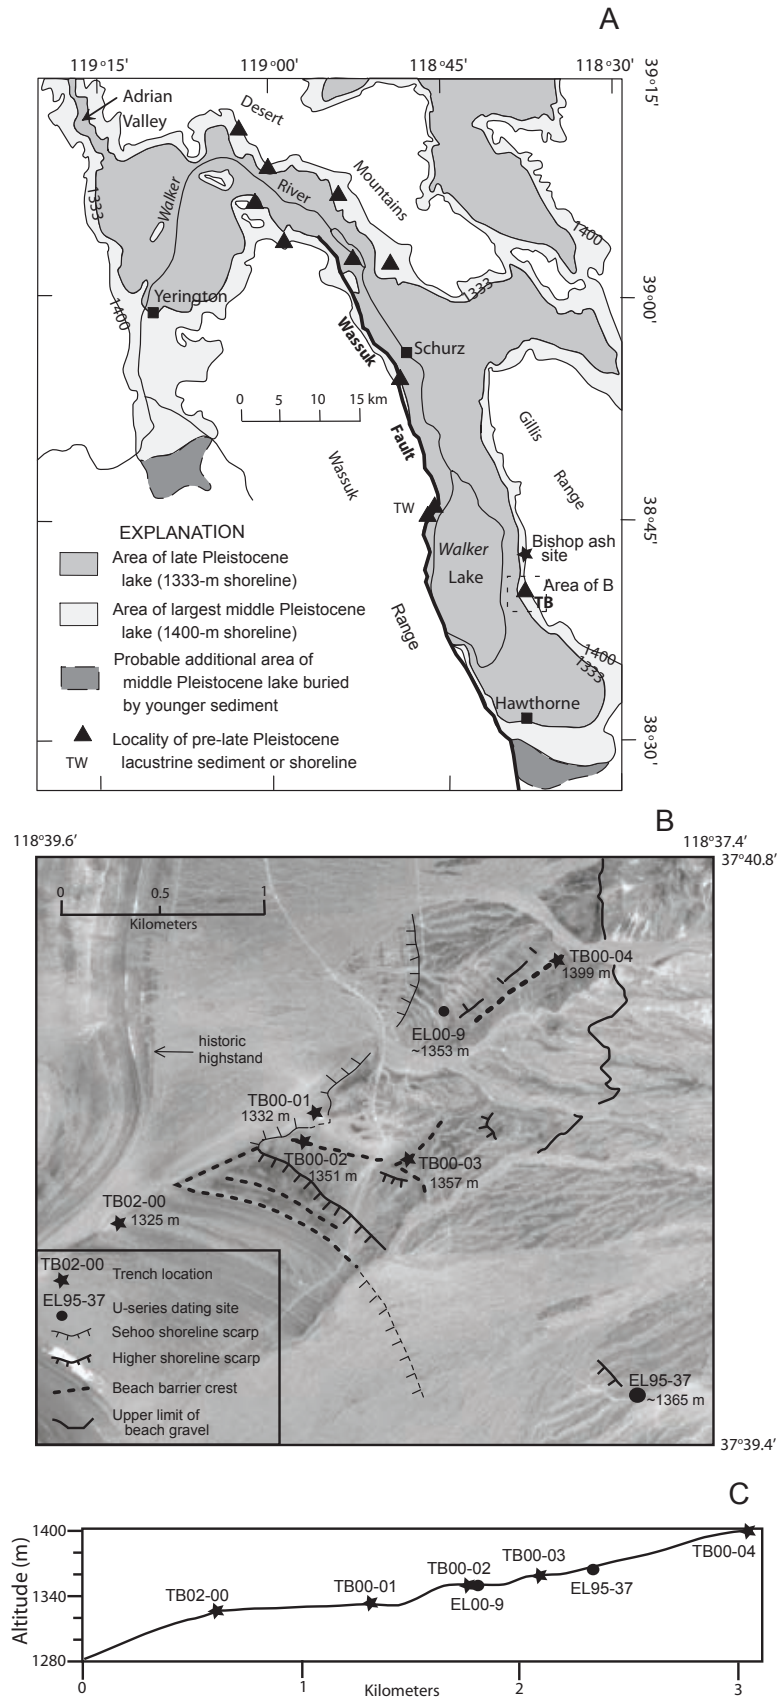 A
119°15′ 119°00′ 118°45′ 118°30′
39°15′
Adrian
Valley
Desert
Mountains
Walker
River
1333
1400
1400
1333
39°00′
Yerington
Wassuk
Schurz
0 5 10 15 km
Fault
Gillis
Range
Wassuk
38°45′
TW
EXPLANATION
Bishop ash
site
Walker
Lake
Area of B
TB
Area of late Pleistocene
lake (1333-m shoreline)
Area of largest middle Pleistocene
lake (1400-m shoreline)
Range
1400
1333
Probable additional area of
middle Pleistocene lake buried
by younger sediment
Hawthorne
Locality of pre-late Pleistocene
TW lacustrine sediment or shoreline
38°30′
B
118°39.6′ 118°37.4′
37°40.8′
0 0.5 1
Kilometers
TB00-04
1399 m
EL00-9
~1353 m
historic
highstand
TB00-01
1332 m
TB00-02
1351 m
TB00-03
1357 m
TB02-00
1325 m
TB02-00
Trench location
EL95-37
U-series dating site
Sehoo shoreline scarp
Higher shoreline scarp
Beach barrier crest
Upper limit of
beach gravel
EL95-37
~1365 m
37°39.4′
C
Altitude (m)
1400
1340
1280
TB02-00
TB00-01
TB00-02
EL00-9
TB00-03
EL95-37
TB00-04
0 1 2 3
Kilometers